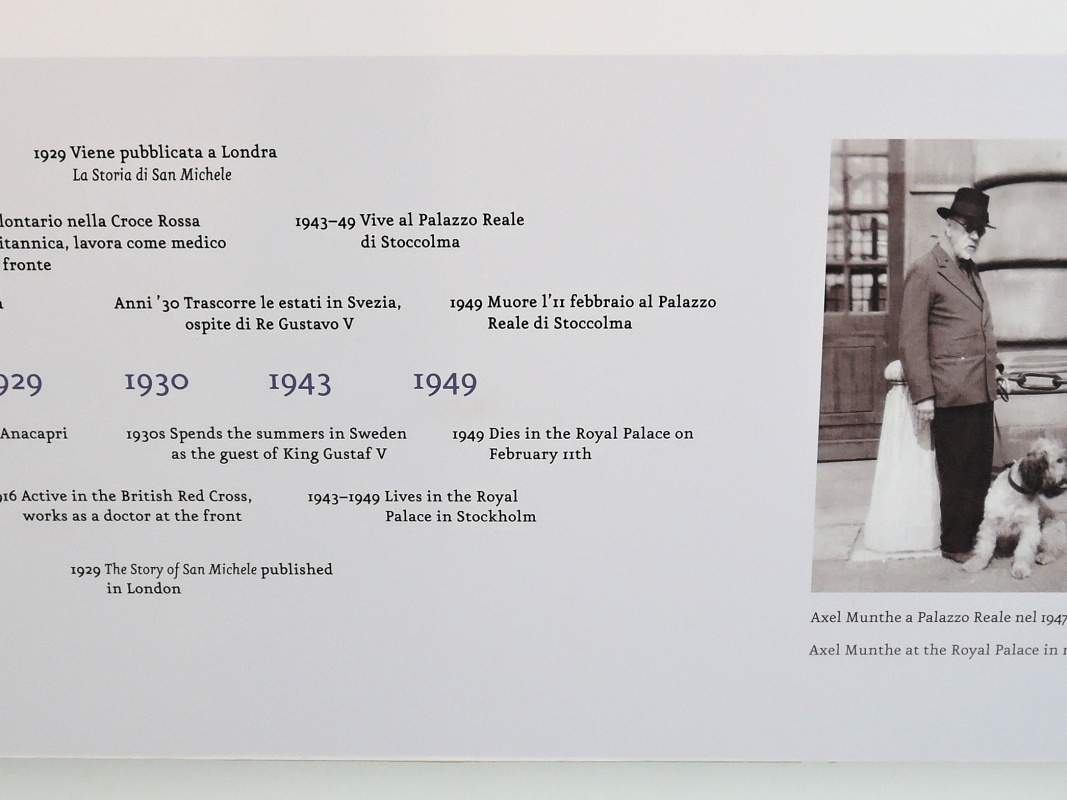 1929 Viene pubblicata a Londra
La Storia di San Michele
nella Croce Rossa
lavora come medico
fronte
1943–49 Vive al Palazzo Reale
di Stoccolma
Anni '30 Trascorre le estati in Svezia,
ospite di Re Gustavo V
1949 Muore l'11 febbraio al Palazzo
Reale di Stoccolma
929 1930 1943 1949
Anacapri
1930s Spends the summers in Sweden
as the guest of King Gustaf V
1949 Dies in the Royal Palace on
February 11th
16 Active in the British Red Cross,
works as a doctor at the front
1943–1949 Lives in the Royal
Palace in Stockholm
1929 The Story of San Michele published
in London
Axel Munthe a Palazzo Reale nel 1947
Axel Munthe at the Royal Palace in